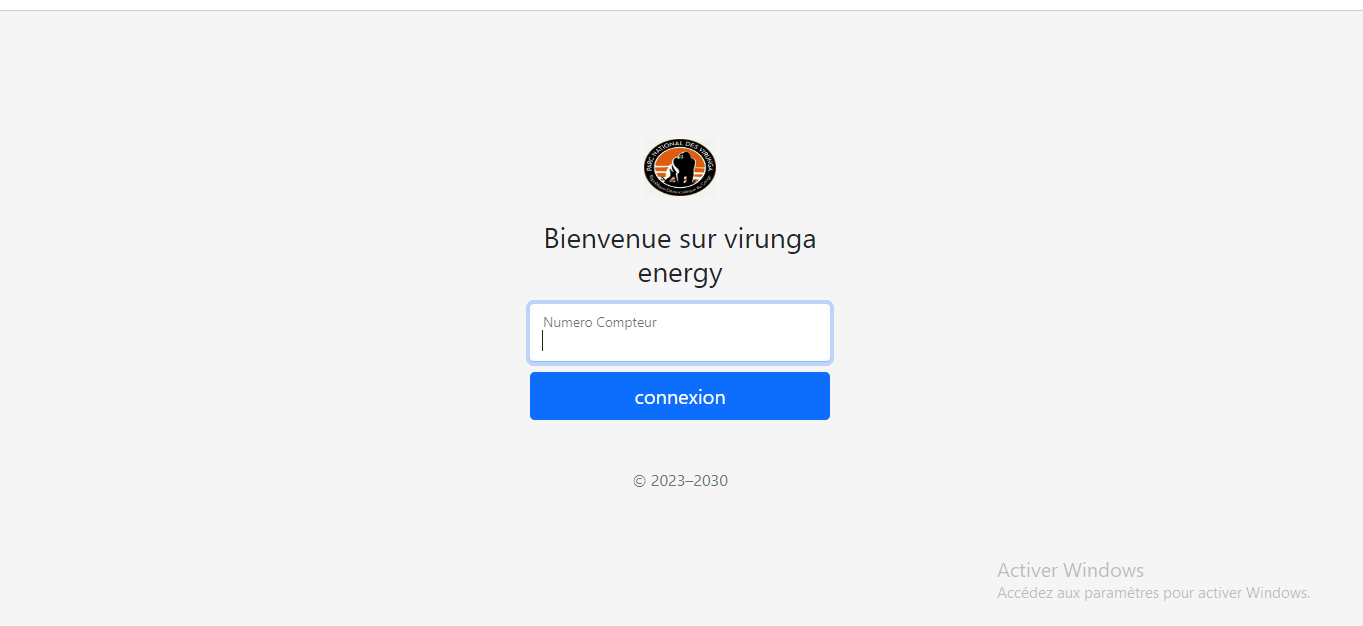 PARC NATIONAL DES VIRUNGA
Bienvenue sur virunga
energy
Numero Compteur
connexion
© 2023–2030
Activer Windows
Accédez aux paramètres pour activer Windows.